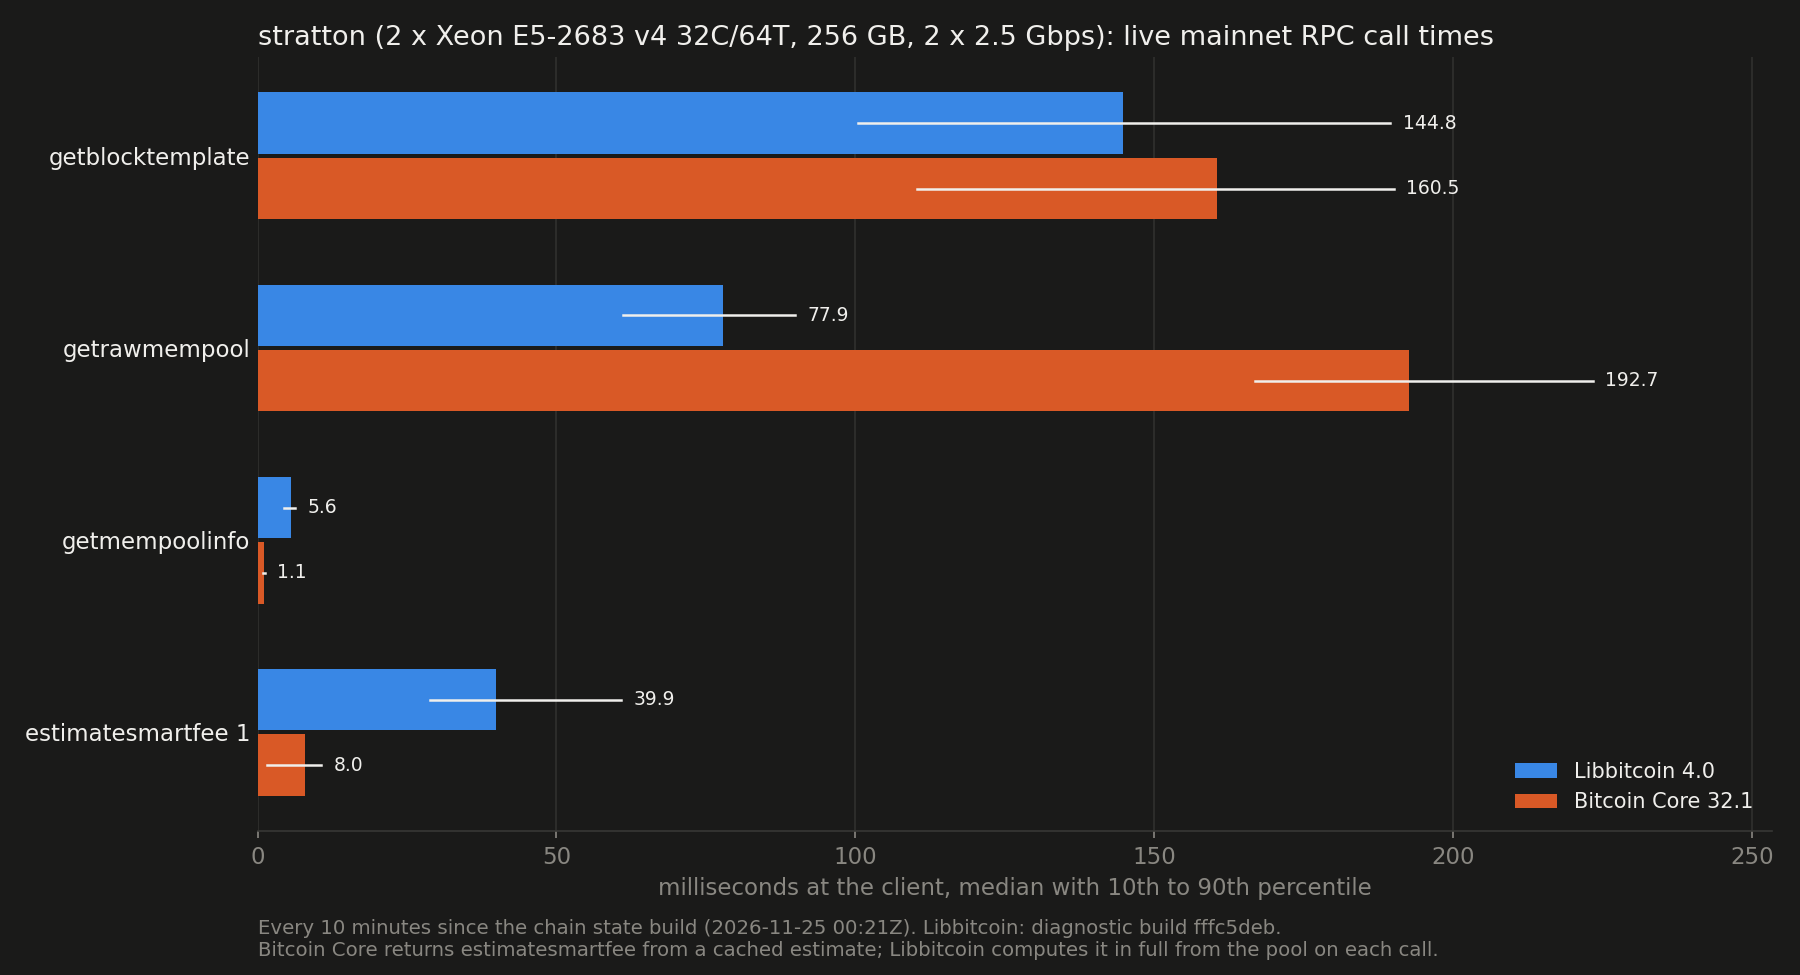 stratton (2 x Xeon E5-2683 v4 32C/64T, 256 GB, 2 x 2.5 Gbps): live mainnet RPC call times
getblocktemplate
144.8
160.5
getrawmempool
77.9
192.7
getmempoolinfo
5.6
1.1
estimatesmartfee 1
39.9
8.0
Libbitcoin 4.0
Bitcoin Core 32.1
0 50 100 150 200 250
milliseconds at the client, median with 10th to 90th percentile
Every 10 minutes since the chain state build (2026-11-25 00:21Z). Libbitcoin: diagnostic build fffc5deb.
Bitcoin Core returns estimatesmartfee from a cached estimate; Libbitcoin computes it in full from the pool on each call.